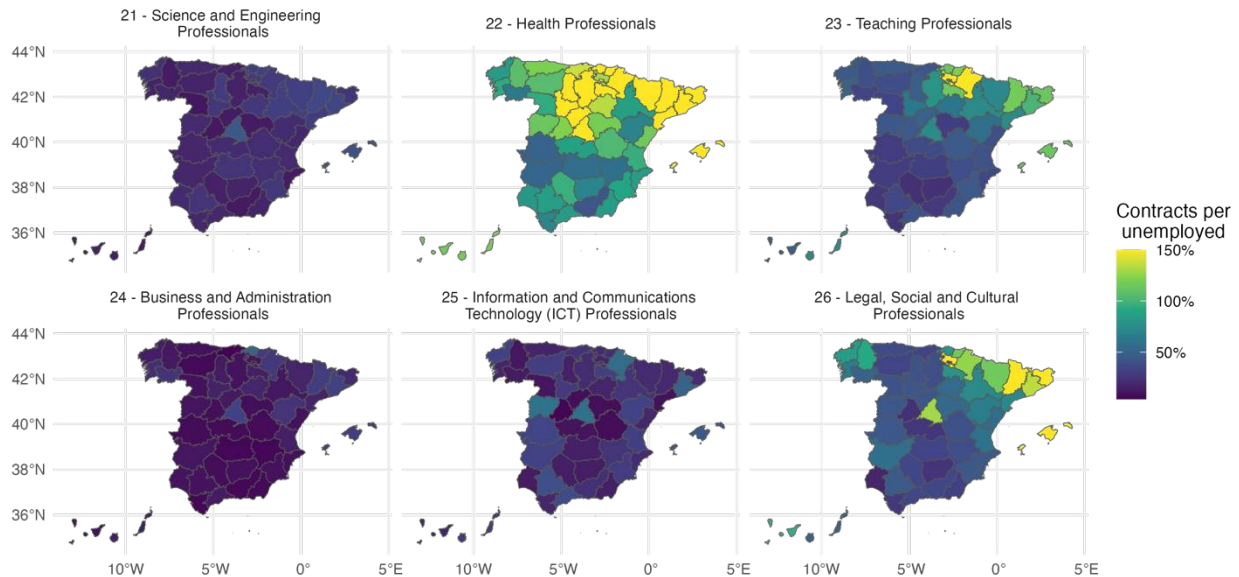 21 - Science and Engineering
Professionals
22 - Health Professionals
23 - Teaching Professionals
44°N
42°N
40°N
38°N
36°N
24 - Business and Administration
Professionals
25 - Information and Communications
Technology (ICT) Professionals
26 - Legal, Social and Cultural
Professionals
44°N
42°N
40°N
38°N
36°N
10°W
5°W
0°
5°E
10°W
5°W
0°
5°E
10°W
5°W
0°
5°E
Contracts per
unemployed
150%
100%
50%